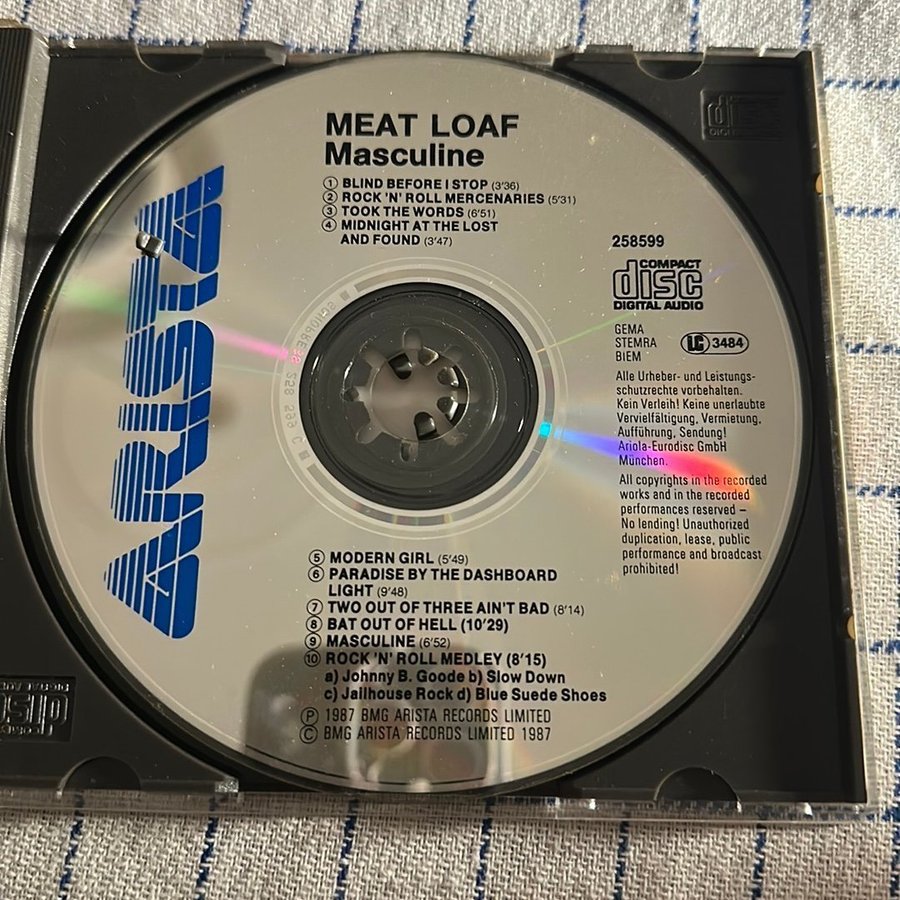 MEAT LOAF
Masculine
① BLIND BEFORE I STOP (3'36)
② ROCK 'N' ROLL MERCENARIES (5'31)
③ TOOK THE WORDS (6'51)
④ MIDNIGHT AT THE LOST
AND FOUND (3'47)
ARISTA
258599
COMPACT
disc
DIGITAL AUDIO
GEMA
STEMRA
BIEM
LC 3484
Alle Urheber- und Leistungs-
schutzrechte vorbehalten.
Kein Verleih! Keine unerlaubte
Vervielfältigung, Vermietung,
Aufführung, Sendung!
Ariola-Eurodisc GmbH
München.
All copyrights in the recorded
works and in the recorded
performances reserved –
No lending! Unauthorized
duplication, lease, public
performance and broadcast
prohibited!
⑤ MODERN GIRL (5'49)
⑥ PARADISE BY THE DASHBOARD
LIGHT (9'48)
⑦ TWO OUT OF THREE AIN'T BAD (8'14)
⑧ BAT OUT OF HELL (10'29)
⑨ MASCULINE (6'52)
⑩ ROCK 'N' ROLL MEDLEY (8'15)
a) Johnny B. Goode b) Slow Down
c) Jailhouse Rock d) Blue Suede Shoes
Ⓟ 1987 BMG ARISTA RECORDS LIMITED
© BMG ARISTA RECORDS LIMITED 1987